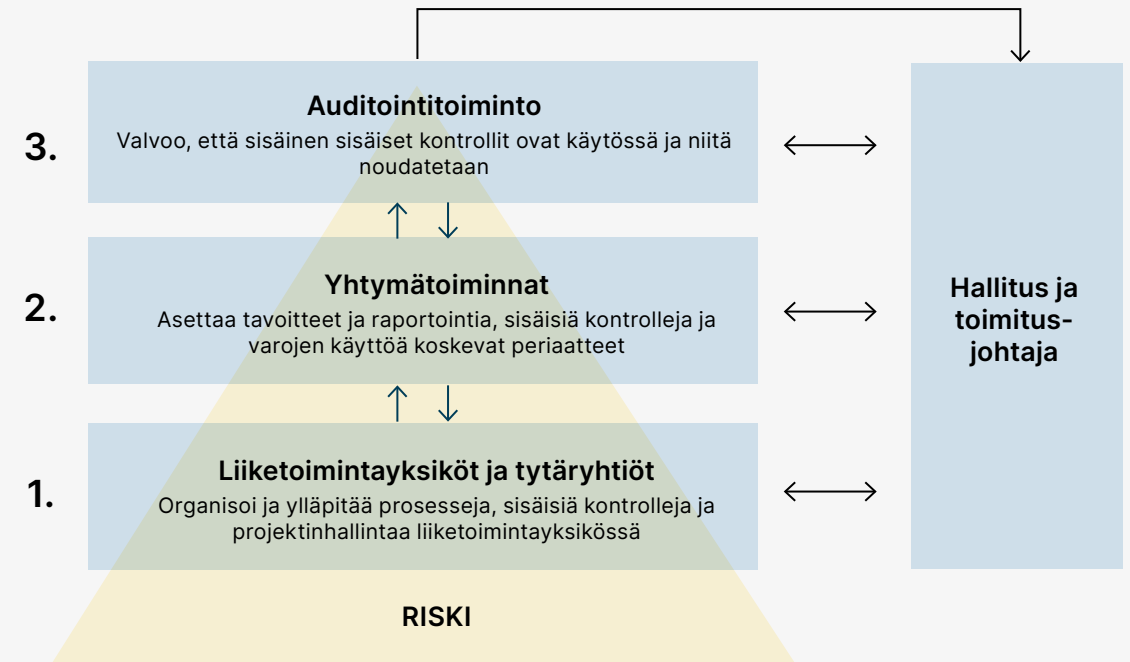 3.
Auditointitoiminto
Valvoo, että sisäinen sisäiset kontrollit ovat käytössä ja niitä
noudatetaan
2.
Yhtymätoiminnat
Asettaa tavoitteet ja raportointia, sisäisiä kontrolleja ja
varojen käyttöä koskevat periaatteet
1.
Liiketoimintayksiköt ja tytäryhtiöt
Organisoi ja ylläpitää prosesseja, sisäisiä kontrolleja ja
projektinhallintaa liiketoimintayksikössä
RISKI
Hallitus ja
toimitus-
johtaja